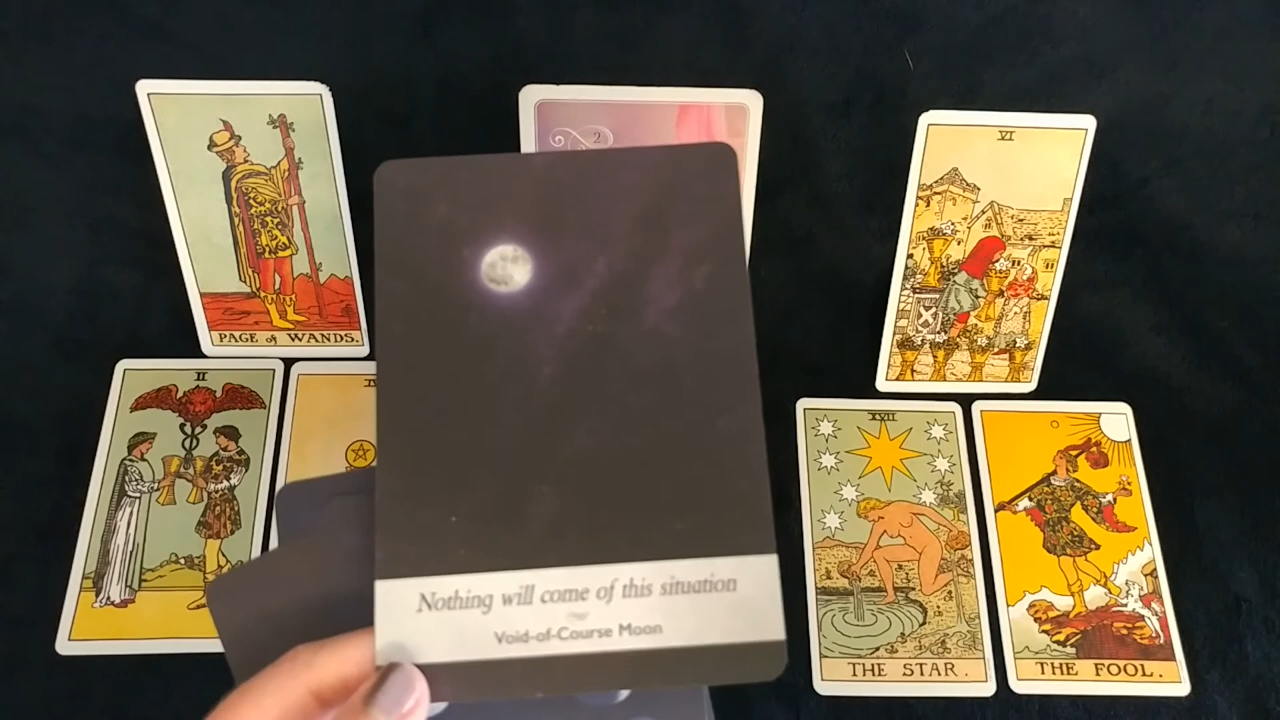 PAGE of WANDS.
2
VI
II
Nothing will come of this situation
Void-of-Course Moon
XVII
THE STAR.
THE FOOL.